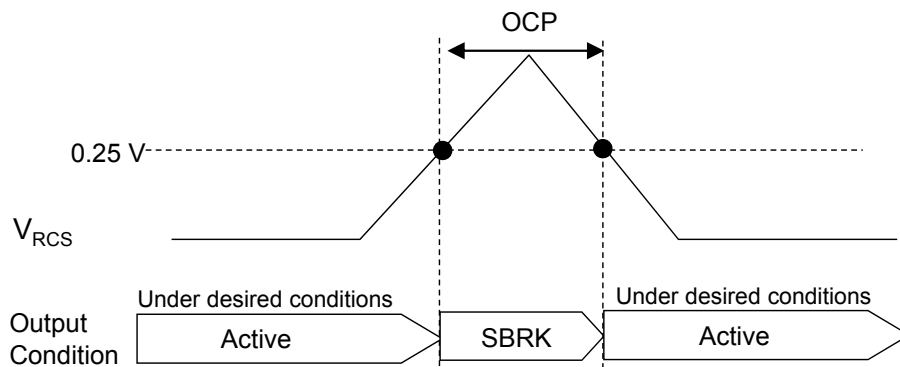 OCP
0.25 V
VRCS
Under desired conditions
Under desired conditions
Output
Condition
Active
SBRK
Active